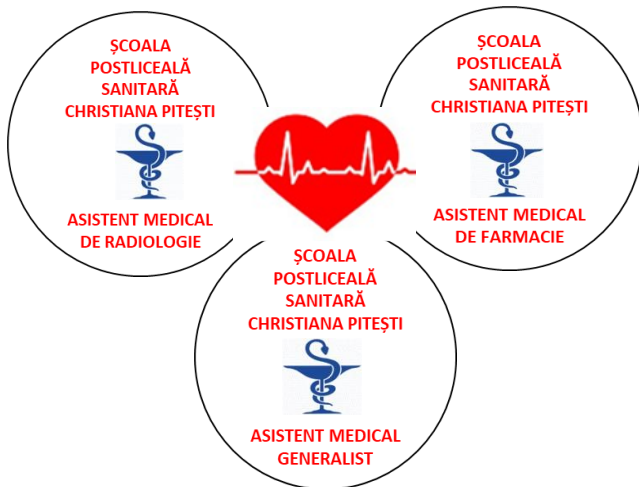 ȘCOALA
POSTLICEALĂ
SANITARĂ
CHRISTIANA PITEȘTI
ASISTENT MEDICAL
DE RADIOLOGIE
ȘCOALA
POSTLICEALĂ
SANITARĂ
CHRISTIANA PITEȘTI
ASISTENT MEDICAL
DE FARMACIE
ȘCOALA
POSTLICEALĂ
SANITARĂ
CHRISTIANA PITEȘTI
ASISTENT MEDICAL
GENERALIST